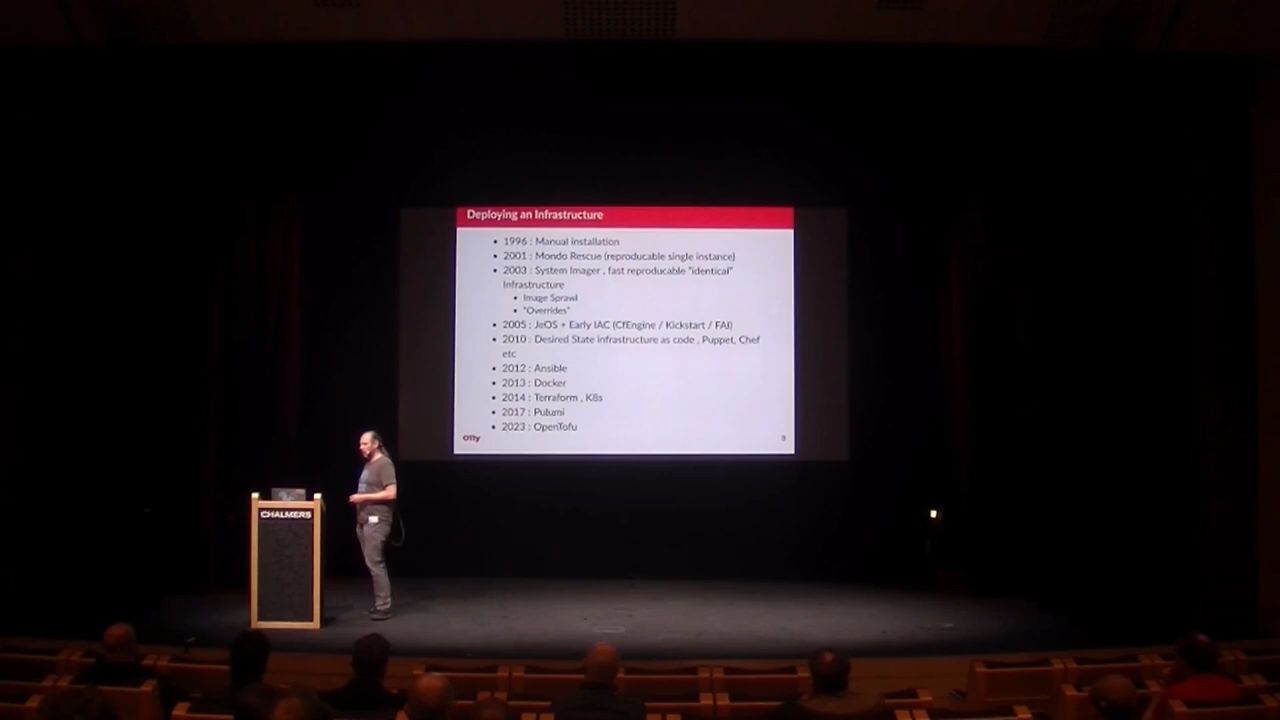 Deploying an Infrastructure
• 1996 : Manual installation
• 2001 : Mondo Rescue (reproducable single instance)
• 2003 : System Imager , fast reproducable "identical"
Infrastructure
• Image Sprawl
• "Overrides"
• 2005 : JeOS + Early IAC (CfEngine / Kickstart / FAI)
• 2010 : Desired State infrastructure as code , Puppet, Chef
etc
• 2012 : Ansible
• 2013 : Docker
• 2014 : Terraform , K8s
• 2017 : Pulumi
• 2023 : OpenTofu
o11y
9
CHALMERS